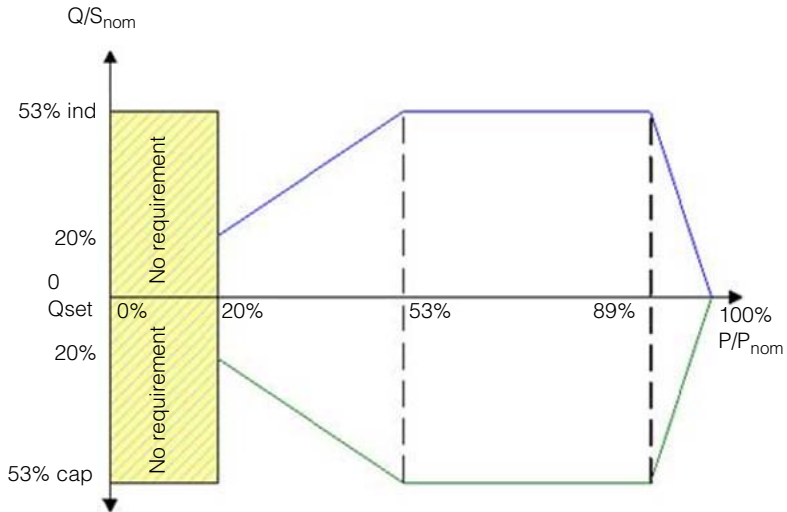 Q/Snom
53% ind
No requirement
20%
0
Qset
0%
20%
53%
89%
100%
P/Pnom
20%
No requirement
53% cap